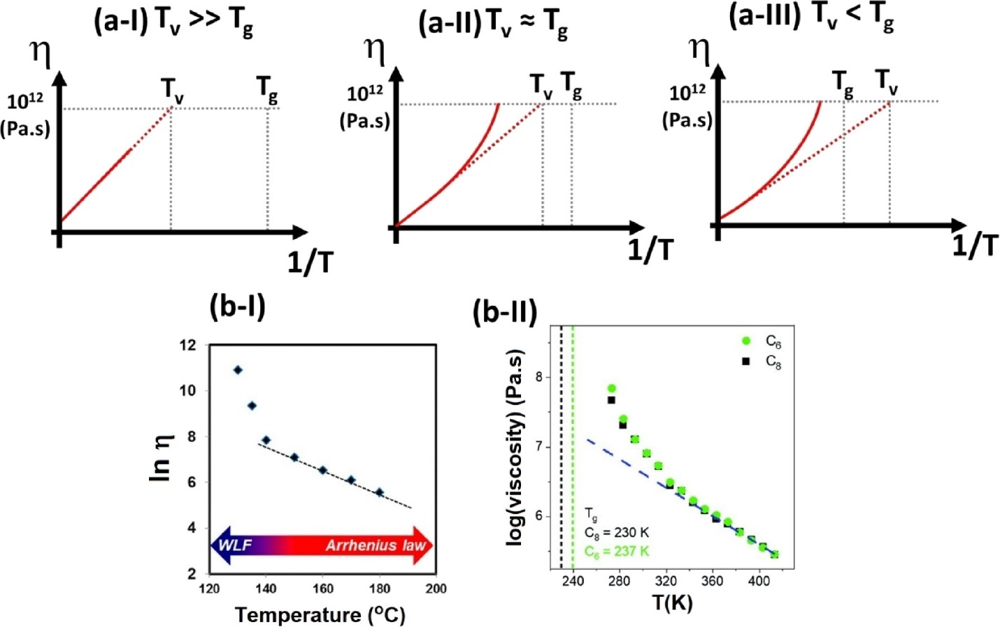 (a-I) Tv >> Tg
η
10¹²
(Pa.s)
Tv
Tg
1/T
(a-II) Tv ≈ Tg
η
10¹²
(Pa.s)
Tv Tg
1/T
(a-III) Tv < Tg
η
10¹²
(Pa.s)
Tg Tv
1/T
(b-I)
ln η
12
10
8
6
4
2
WLF
Arrhenius law
120 140 160 180 200
Temperature (°C)
(b-II)
log(viscosity) (Pa.s)
8
7
6
C₆
C₈
Tg
C₈ = 230 K
C₆ = 237 K
240 280 320 360 400
T(K)